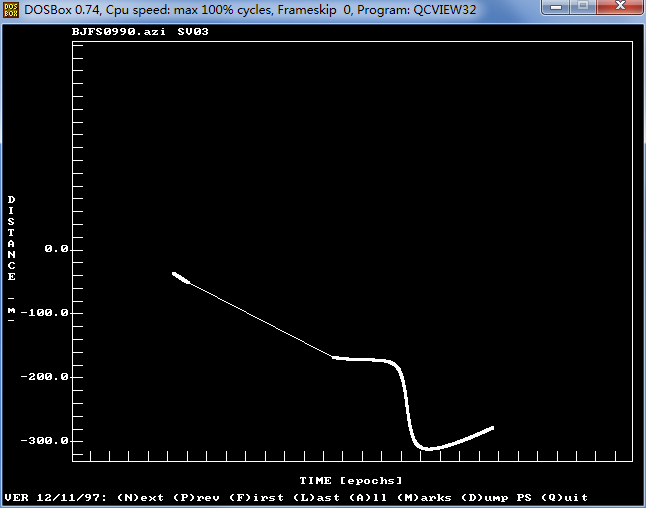 DOS BOX DOSBox 0.74, Cpu speed: max 100% cycles, Frameskip 0, Program: QCVIEW32
BJFS0990.azi SV03
DISTANCE - M -
0.0
-100.0
-200.0
-300.0
TIME [epochs]
VER 12/11/97: (N)ext (P)rev (F)irst (L)ast (A)ll (M)arks (D)ump PS (Q)uit